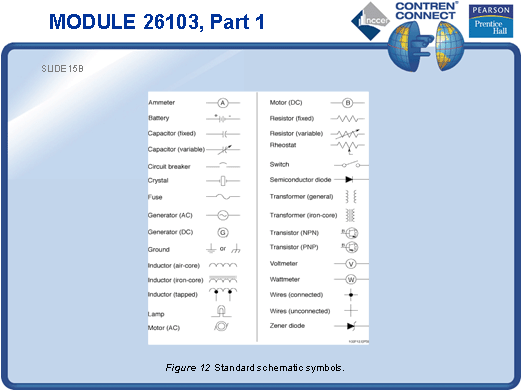 MODULE 26103, Part 1
nccer
CONTREN®
CONNECT
PEARSON
Prentice
Hall
SLIDE 15B
Ammeter A
Battery + -
Capacitor (fixed)
Capacitor (variable)
Circuit breaker
Crystal
Fuse
Generator (AC)
Generator (DC) G
Ground or
Inductor (air-core)
Inductor (iron-core)
Inductor (tapped)
Lamp
Motor (AC)
Motor (DC) B
Resistor (fixed)
Resistor (variable)
Rheostat
Switch
Semiconductor diode
Transformer (general)
Transformer (iron-core)
Transistor (NPN)
Transistor (PNP)
Voltmeter V
Wattmeter W
Wires (connected)
Wires (unconnected)
Zener diode
Figure 12 Standard schematic symbols.